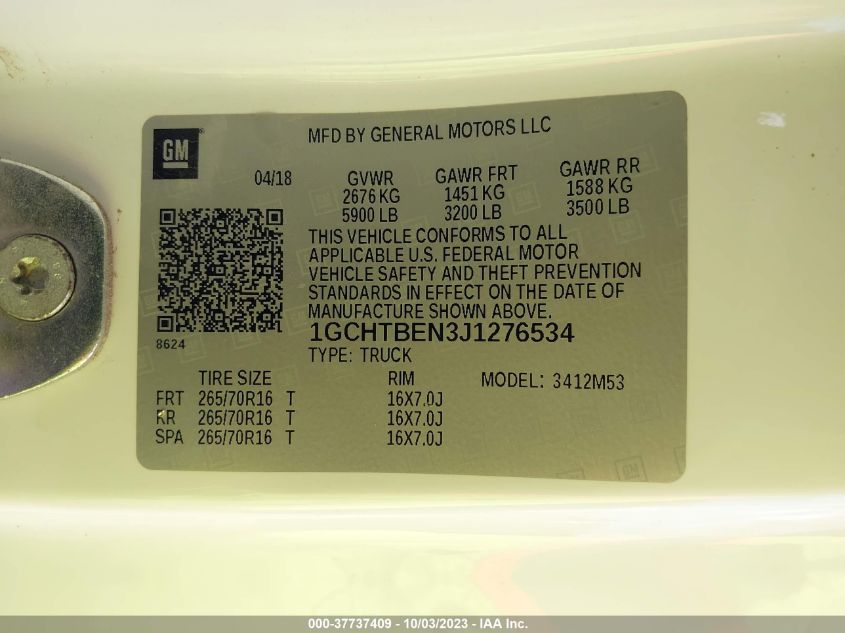 GM
MFD BY GENERAL MOTORS LLC
04/18
GVWR GAWR FRT GAWR RR
2676 KG 1451 KG 1588 KG
5900 LB 3200 LB 3500 LB
THIS VEHICLE CONFORMS TO ALL
APPLICABLE U.S. FEDERAL MOTOR
VEHICLE SAFETY AND THEFT PREVENTION
STANDARDS IN EFFECT ON THE DATE OF
MANUFACTURE SHOWN ABOVE.
1GCHTBEN3J1276534
8624
TYPE: TRUCK
TIRE SIZE RIM MODEL: 3412M53
FRT 265/70R16 T 16X7.0J
RR 265/70R16 T 16X7.0J
SPA 265/70R16 T 16X7.0J
000-37737409 - 10/03/2023 - IAA Inc.